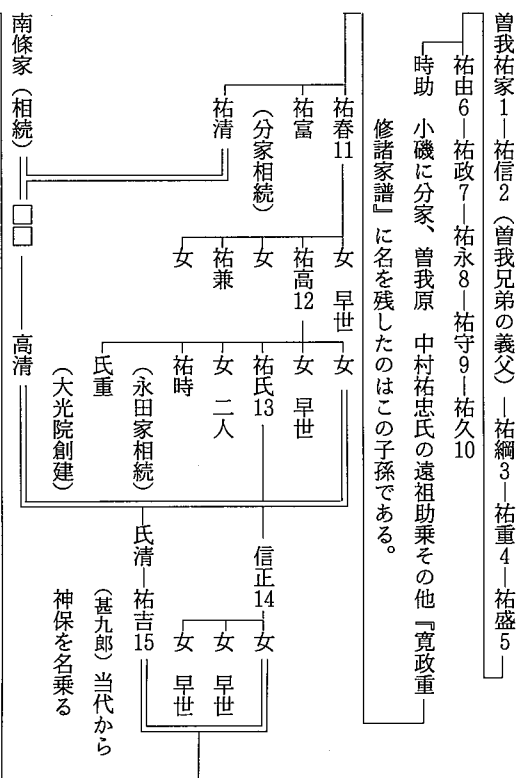 曽我祐家1―祐信2（曽我兄弟の義父）―祐綱3―祐重4―祐盛5
祐由6―祐政7―祐永8―祐守9―祐久10
時助　小磯に分家、曽我原　中村祐忠氏の遠祖助乗その他『寛政重
修諸家譜』に名を残したのはこの子孫である。
祐春11
祐富
（分家相続）
祐清
女　早世
祐高12
女
祐兼
女
女
女　早世
祐氏13
女　二人
祐時
（永田家相続）
氏重
（大光院創建）
南條家（相続）
□□
高清
信正14
氏清―祐吉15
（甚九郎）当代から
神保を名乗る
女
女　早世
女　早世